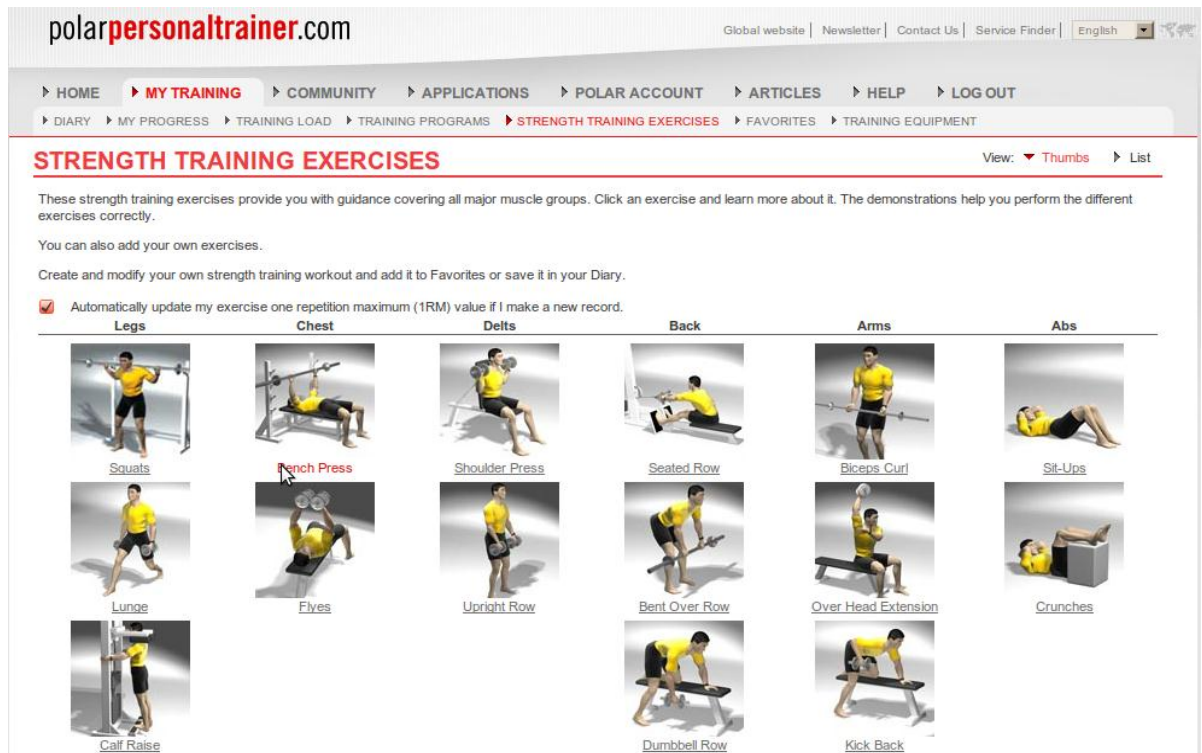 polarpersonaltrainer.com
Global website | Newsletter | Contact Us | Service Finder | English
HOME MY TRAINING COMMUNITY APPLICATIONS POLAR ACCOUNT ARTICLES HELP LOG OUT
DIARY MY PROGRESS TRAINING LOAD TRAINING PROGRAMS STRENGTH TRAINING EXERCISES FAVORITES TRAINING EQUIPMENT
STRENGTH TRAINING EXERCISES View: Thumbs List
These strength training exercises provide you with guidance covering all major muscle groups. Click an exercise and learn more about it. The demonstrations help you perform the different
exercises correctly.
You can also add your own exercises.
Create and modify your own strength training workout and add it to Favorites or save it in your Diary.
Automatically update my exercise one repetition maximum (1RM) value if I make a new record.
Legs Chest Delts Back Arms Abs
Squats Bench Press Shoulder Press Seated Row Biceps Curl Sit-Ups
Lunge Flyes Upright Row Bent Over Row Over Head Extension Crunches
Calf Raise Dumbbell Row Kick Back